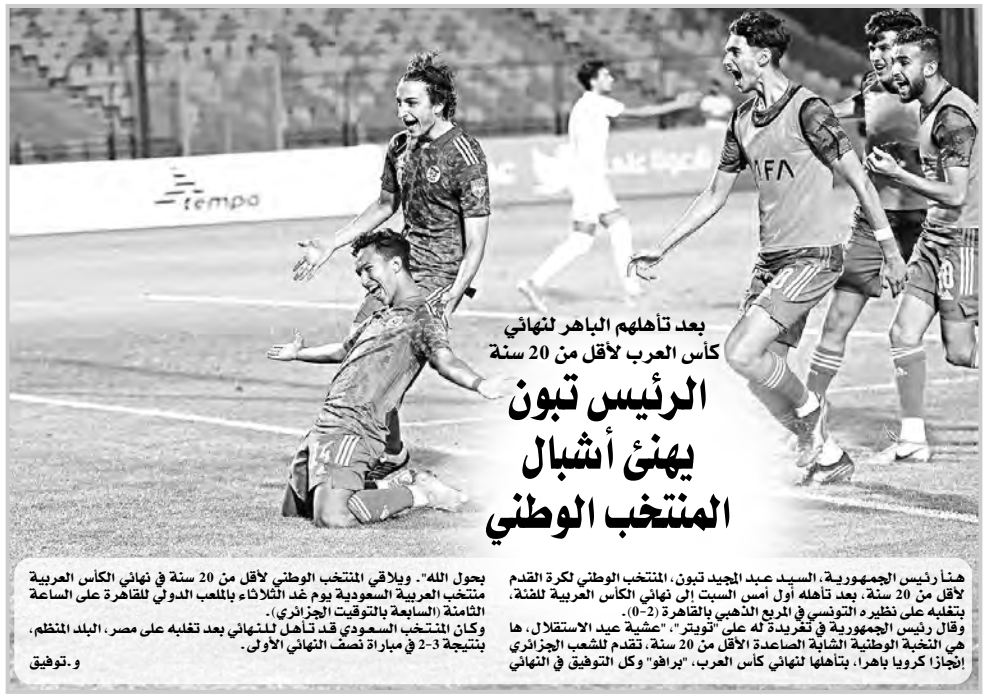 tempo
AFA
بعد تأهلهم الباهر لنهائي
كأس العرب لأقل من 20 سنة
الرئيس تبون
يهنئ أشبال
المنتخب الوطني
هنأ رئيس الجمهورية، السيد عبد المجيد تبون، المنتخب الوطني لكرة القدم
لأقل من 20 سنة، بعد تأهله أول أمس السبت إلى نهائي الكأس العربية للفئة،
بتغلبه على نظيره التونسي في المربع الذهبي بالقاهرة (2-0).
وقال رئيس الجمهورية في تغريدة له على "تويتر"، "عشية عيد الاستقلال، ها
هي النخبة الوطنية الشابة الصاعدة الأقل من 20 سنة، تقدم للشعب الجزائري
إنجازا كرويا باهرا، بتأهلها لنهائي كأس العرب، "برافو" وكل التوفيق في النهائي
بحول الله". ويلاقي المنتخب الوطني لأقل من 20 سنة في نهائي الكأس العربية
منتخب العربية السعودية يوم غد الثلاثاء بالملعب الدولي للقاهرة على الساعة
الثامنة (السابعة بالتوقيت الجزائري).
وكان المنتخب السعودي قد تأهل للنهائي بعد تغلبه على مصر، البلد المنظم،
بنتيجة 3-2 في مباراة نصف النهائي الأولى.
و.توفيق